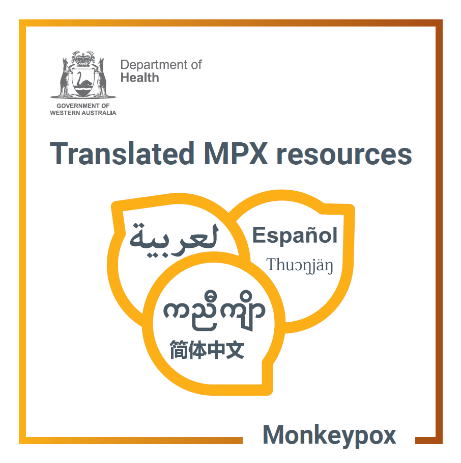 Department of
Health
GOVERNMENT OF
WESTERN AUSTRALIA
Translated MPX resources
لعربية
Español
Thuɔŋjäŋ
ကညီကျိာ
简体中文
Monkeypox